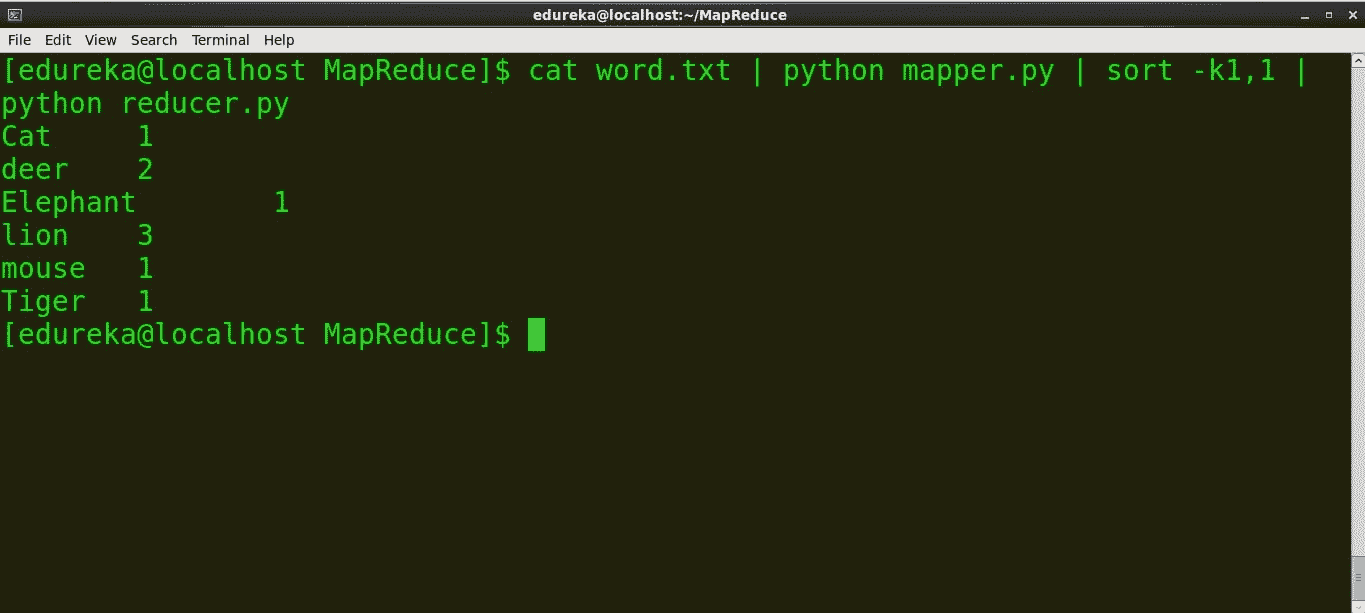 edureka@localhost:~/MapReduce
File Edit View Search Terminal Help
[edureka@localhost MapReduce]$ cat word.txt | python mapper.py | sort -k1,1 |
python reducer.py
Cat 1
deer 2
Elephant 1
lion 3
mouse 1
Tiger 1
[edureka@localhost MapReduce]$